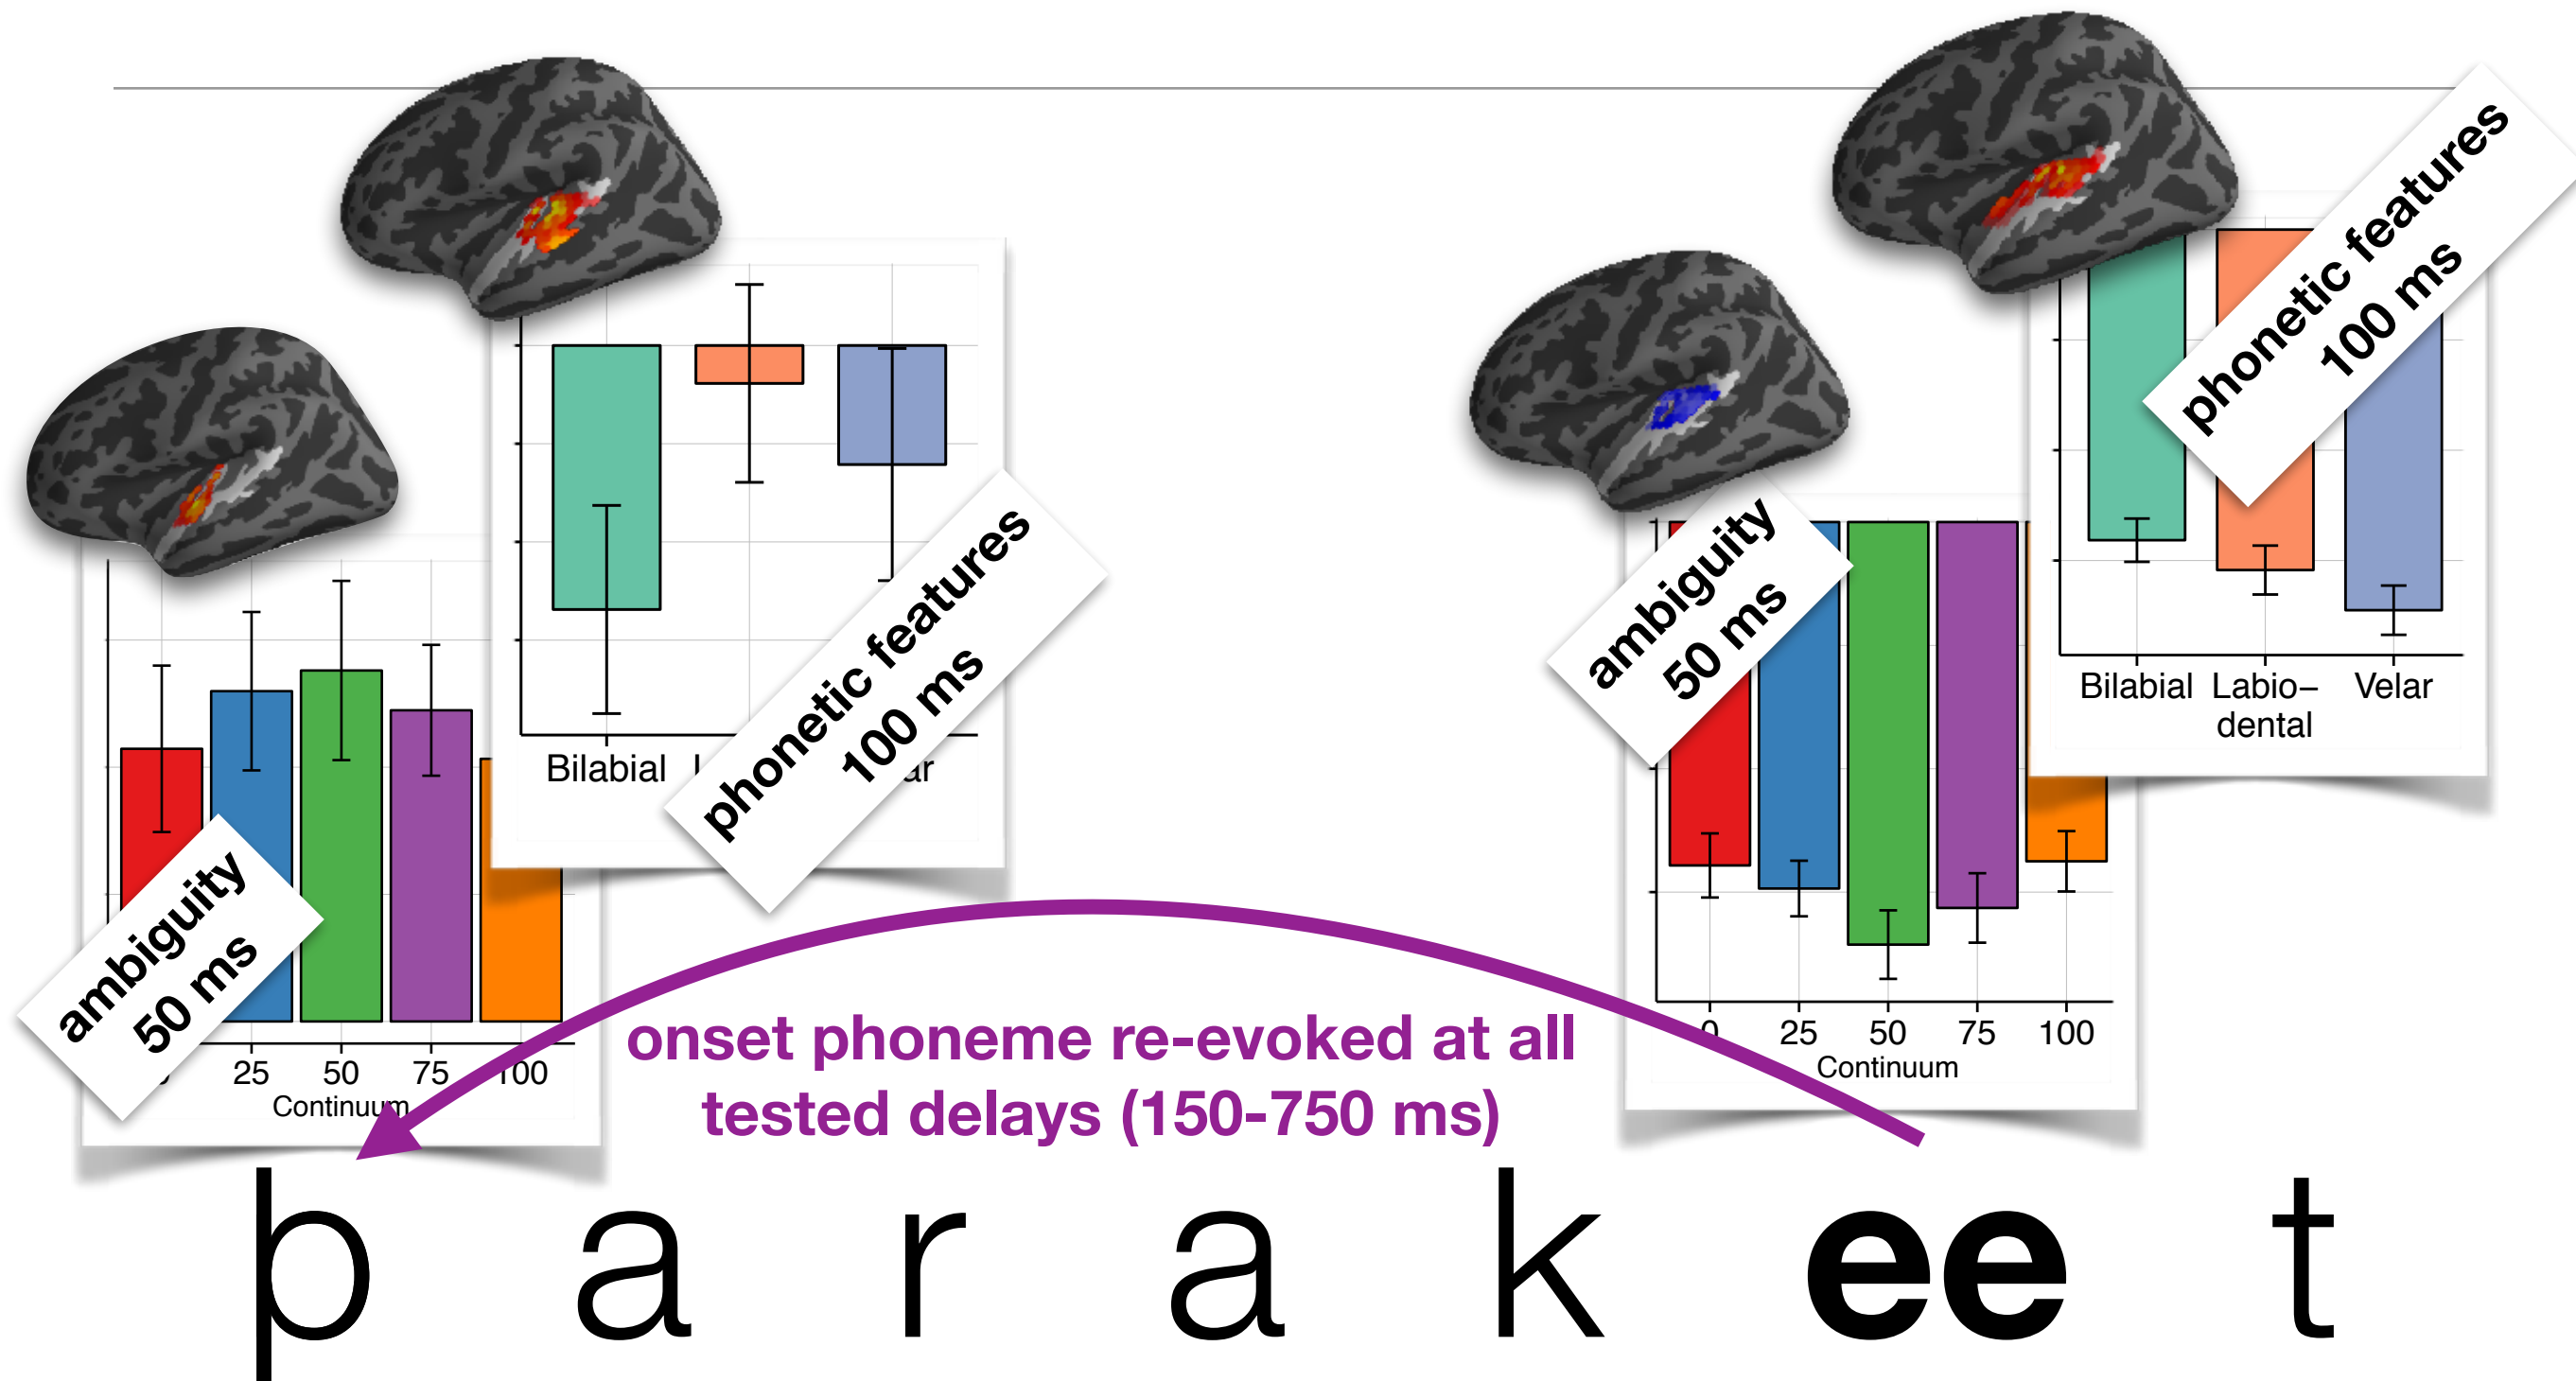 phonetic features
100 ms
Bilabial Labio–
dental
Velar
ambiguity
50 ms
25 50 75 100
Continuum
Bilabial
phonetic features
100 ms
ambiguity
50 ms
25 50 75 100
Continuum
onset phoneme re-evoked at all
tested delays (150-750 ms)
p a r a k ee t